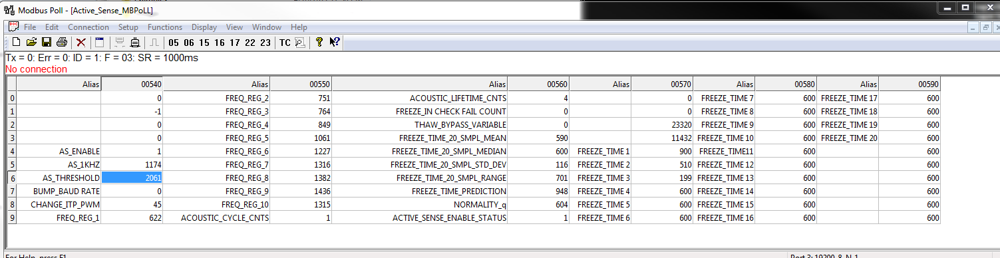 Modbus Poll - [Active_Sense_MBPoLL]
File Edit Connection Setup Functions Display View Window Help
05 06 15 16 17 22 23 TC
Tx = 0: Err = 0: ID = 1: F = 03: SR = 1000ms
No connection
Alias 00540 Alias 00550 Alias 00560 Alias 00570 Alias 00580 Alias 00590
0 0 FREQ_REG_2 751 ACOUSTIC_LIFETIME_CNTS 4 0 FREEZE_TIME 7 600 FREEZE_TIME 17 600
1 -1 FREQ_REG_3 764 FREEZE_IN CHECK FAIL COUNT 0 0 FREEZE_TIME 8 600 FREEZE_TIME 18 600
2 0 FREQ_REG_4 849 THAW_BYPASS_VARIABLE 0 23320 FREEZE_TIME 9 600 FREEZE_TIME 19 600
3 0 FREQ_REG_5 1061 FREEZE_TIME_20_SMPL_MEAN 590 11432 FREEZE_TIME 10 600 FREEZE_TIME 20 600
4 AS_ENABLE 1 FREQ_REG_6 1227 FREEZE_TIME_20_SMPL_MEDIAN 600 FREEZE_TIME 1 900 FREEZE_TIME11 600 600
5 AS_1KHZ 1174 FREQ_REG_7 1316 FREEZE_TIME_20_SMPL_STD_DEV 116 FREEZE_TIME 2 510 FREEZE_TIME 12 600 600
6 AS_THRESHOLD 2061 FREQ_REG_8 1382 FREEZE_TIME_20_SMPL_RANGE 701 FREEZE_TIME 3 199 FREEZE_TIME 13 600 600
7 BUMP_BAUD RATE 0 FREQ_REG_9 1436 FREEZE_TIME_PREDICTION 948 FREEZE_TIME 4 600 FREEZE_TIME 14 600 600
8 CHANGE_ITP_PWM 45 FREQ_REG_10 1315 NORMALITY_q 604 FREEZE_TIME 5 600 FREEZE_TIME 15 600 600
9 FREQ_REG_1 622 ACOUSTIC_CYCLE_CNTS 1 ACTIVE_SENSE_ENABLE_STATUS 1 FREEZE_TIME 6 600 FREEZE_TIME 16 600 600
For Help, press F1. Port 3: 19200-8-N-1